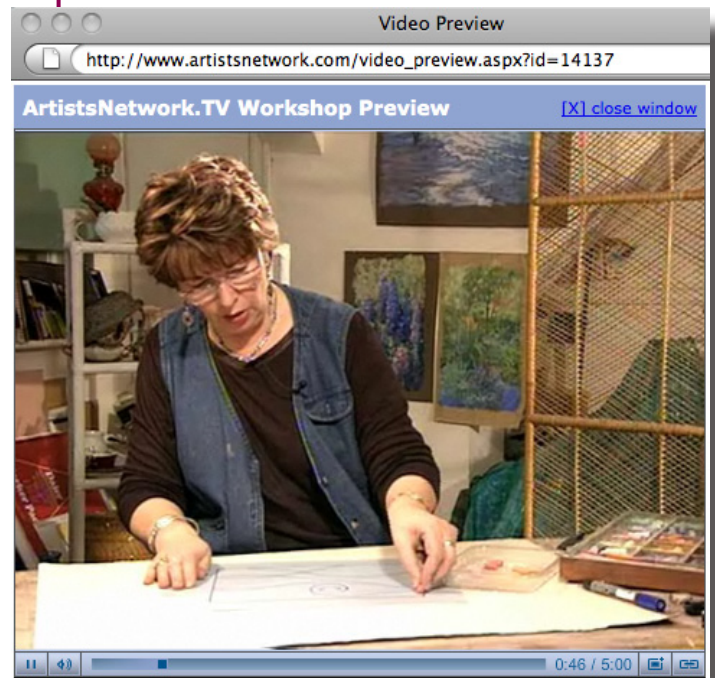 Video Preview
http://www.artistsnetwork.com/video_preview.aspx?id=14137
ArtistsNetwork.TV Workshop Preview [X] close window
0:46 / 5:00